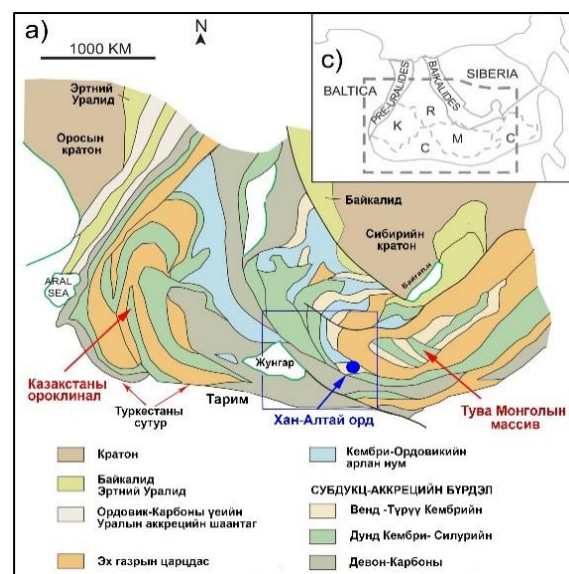 a)
1000 КМ
N
c)
BALTICA
PRE-URALIDES
BAIKALIDES
SIBERIA
K
R
C
M
C
Эртний
Уралид
Оросын
кратон
Байкалид
Сибирийн
кратон
ARAL
SEA
Жунгар
Казакстаны
ороклинал
Туркестаны
сутур
Тарим
Хан-Алтай орд
Тува Монголын
массив
Кратон
Байкалид
Эртний Уралид
Ордовик-Карбоны үеийн
Уралын аккрецийн шаантаг
Эх газрын царцдас
Кембри-Ордовикийн
арлан нум
СУБДУКЦ-АККРЕЦИЙН БҮРДЭЛ
Венд -Түрүү Кембрийн
Дунд Кембри- Силурийн
Девон-Карбоны